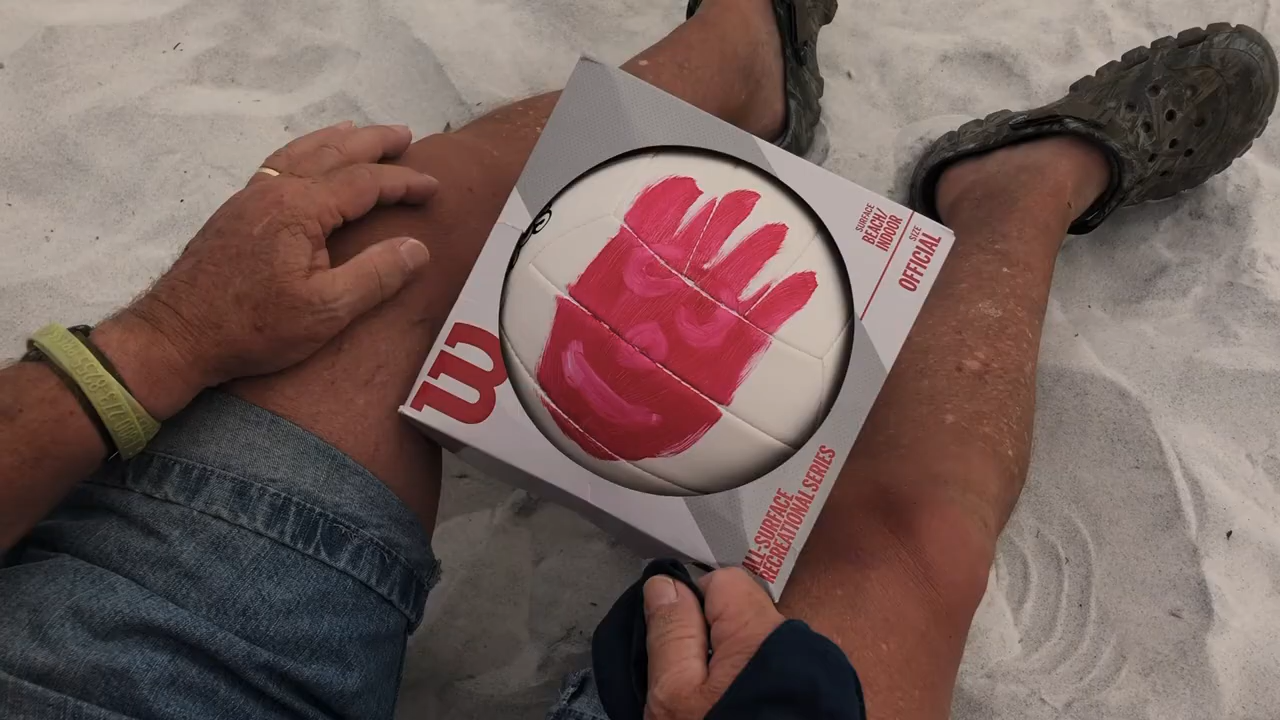 SURFACE
BEACH/
INDOOR
SIZE
OFFICIAL
W
ALL-SURFACE
RECREATIONAL SERIES